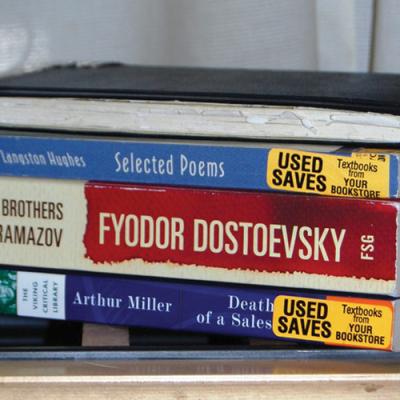 Langston Hughes Selected Poems
USED SAVES Textbooks from YOUR BOOKSTORE
BROTHERS
RAMAZOV
FYODOR DOSTOEVSKY
FSG
THE VIKING CRITICAL LIBRARY
Arthur Miller
Death
of a Sales
USED SAVES Textbooks from YOUR BOOKSTORE